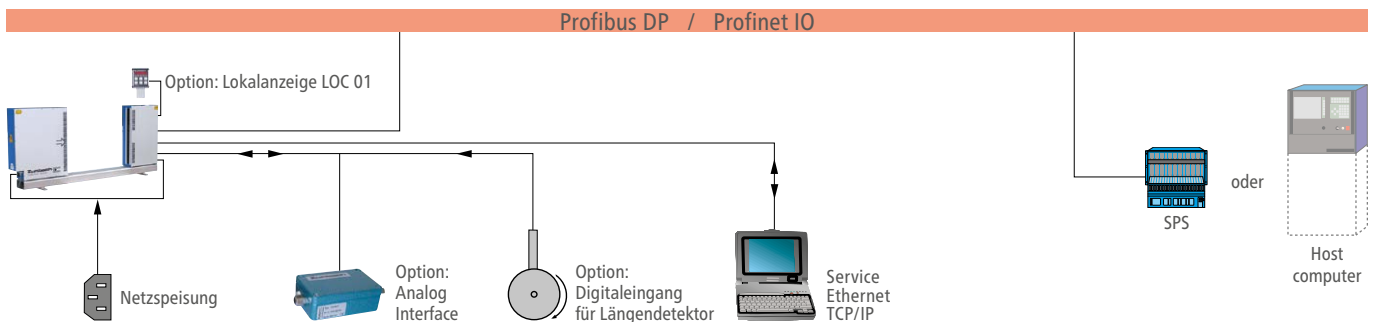 Profibus DP / Profinet IO
Option: Lokalanzeige LOC 01
oder
SPS
Host
computer
Netzspeisung
Option:
Analog
Interface
Option:
Digitaleingang
für Längendetektor
Service
Ethernet
TCP/IP